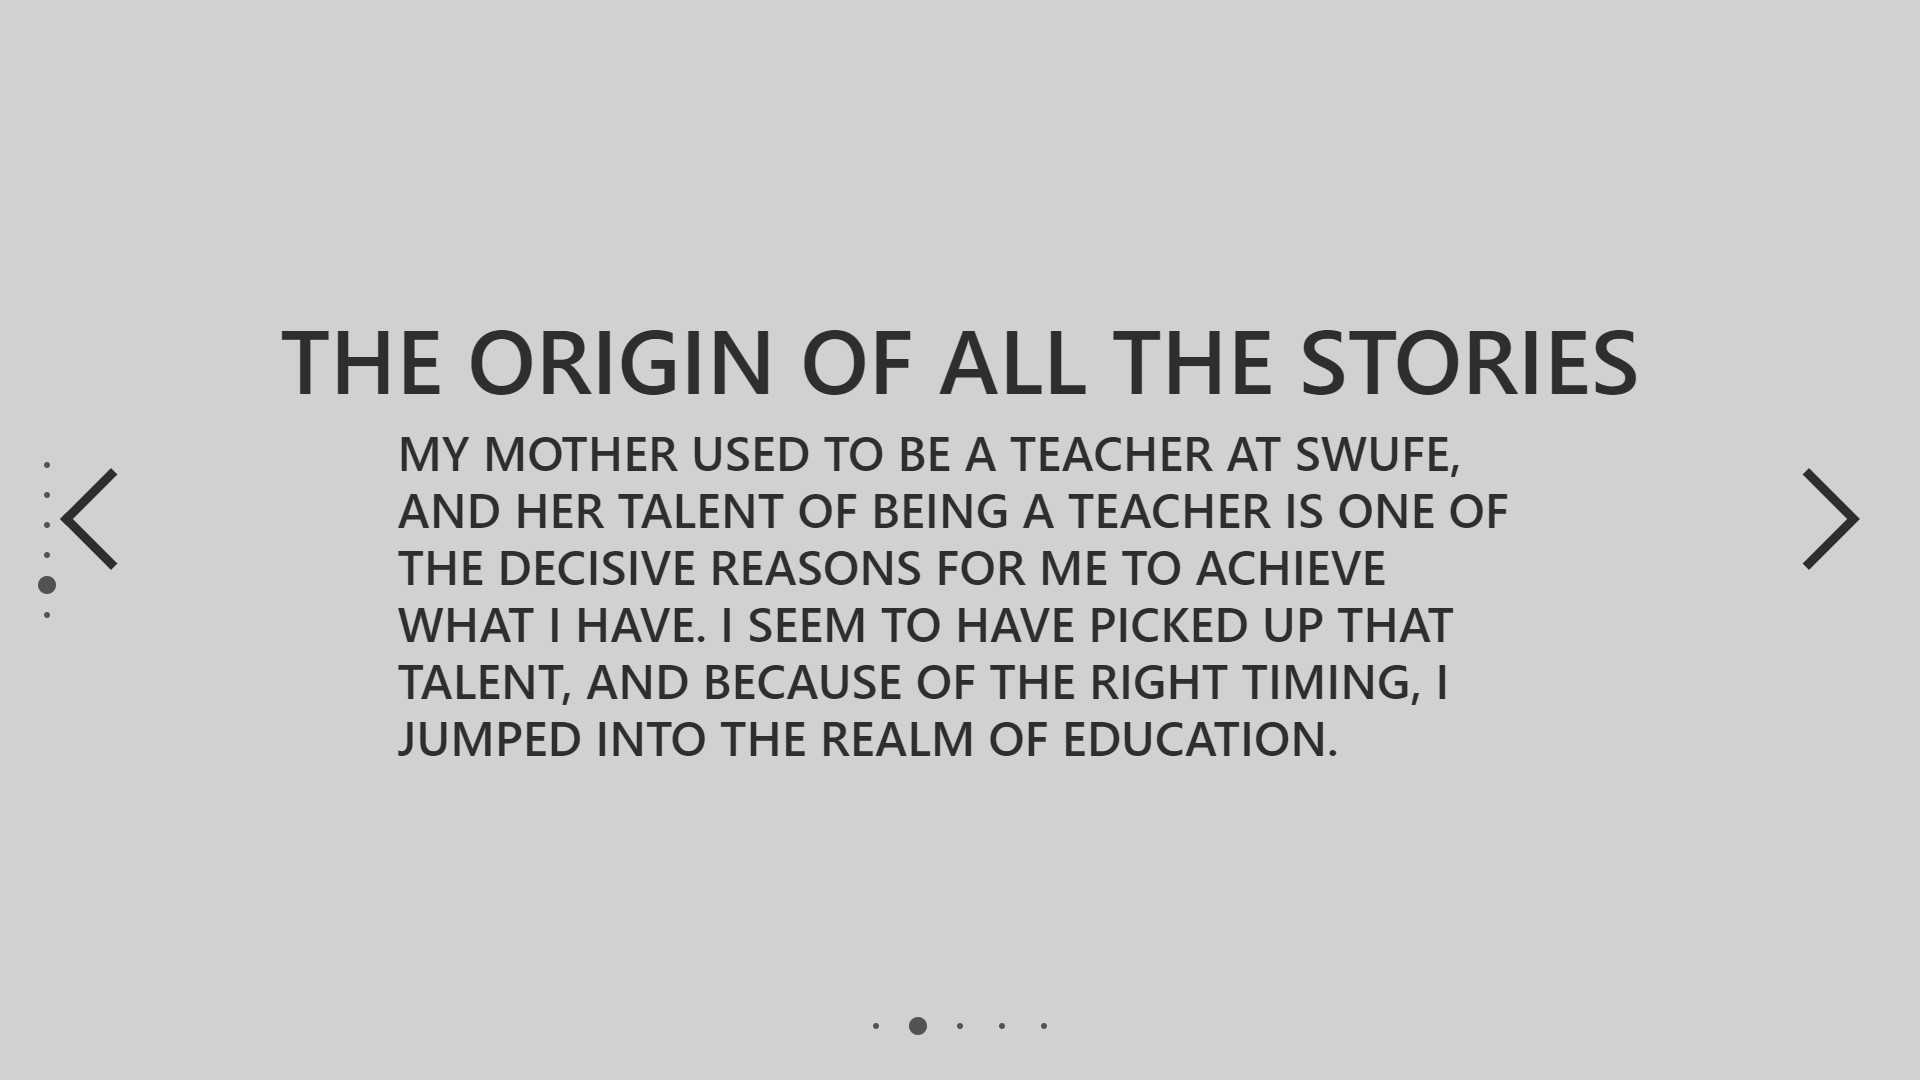 THE ORIGIN OF ALL THE STORIES
MY MOTHER USED TO BE A TEACHER AT SWUFE,
AND HER TALENT OF BEING A TEACHER IS ONE OF
THE DECISIVE REASONS FOR ME TO ACHIEVE
WHAT I HAVE. I SEEM TO HAVE PICKED UP THAT
TALENT, AND BECAUSE OF THE RIGHT TIMING, I
JUMPED INTO THE REALM OF EDUCATION.